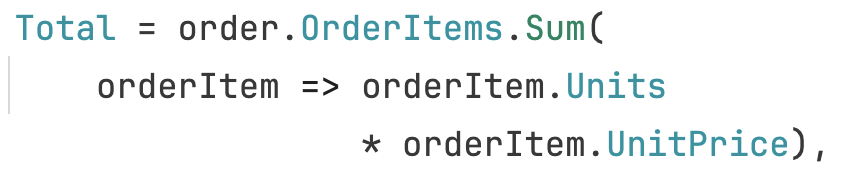 Total = order.OrderItems.Sum(
    orderItem => orderItem.Units
                 * orderItem.UnitPrice),